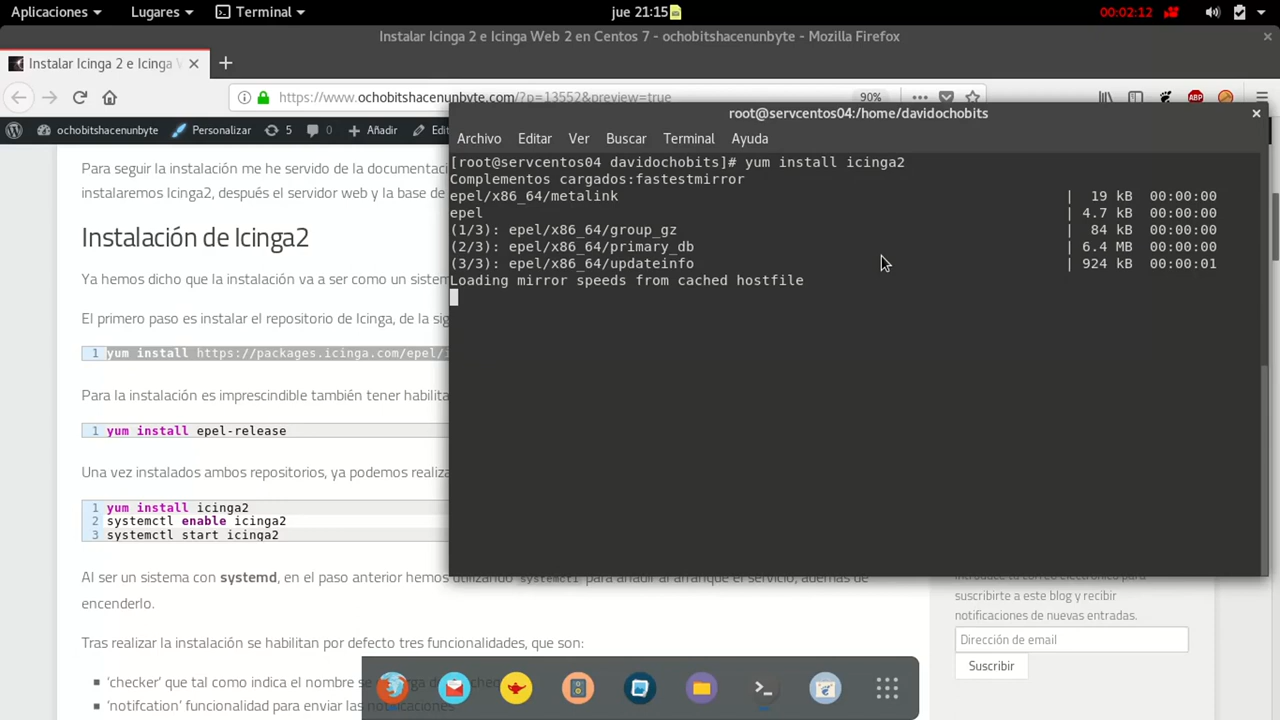 Aplicaciones
Lugares
Terminal
jue 21:15
00:02:12
Instalar Icinga 2 e Icinga Web 2 en Centos 7 - ochobitshacenunbyte - Mozilla Firefox
Instalar Icinga 2 e Icinga W
https://www.ochobitshacenunbyte.com/?p=13552&preview=true
90%
ABP
ochobitshacenunbyte
Personalizar
5
0
Añadir
Edit
root@servcentos04:/home/davidochobits
Archivo Editar Ver Buscar Terminal Ayuda
[root@servcentos04 davidochobits]# yum install icinga2
Complementos cargados:fastestmirror
epel/x86_64/metalink | 19 kB 00:00:00
epel | 4.7 kB 00:00:00
(1/3): epel/x86_64/group_gz | 84 kB 00:00:00
(2/3): epel/x86_64/primary_db | 6.4 MB 00:00:00
(3/3): epel/x86_64/updateinfo | 924 kB 00:00:01
Loading mirror speeds from cached hostfile
Para seguir la instalación me he servido de la documentac
instalaremos Icinga2, después el servidor web y la base de
Instalación de Icinga2
Ya hemos dicho que la instalación va a ser como un sistem
El primero paso es instalar el repositorio de Icinga, de la sig
1 yum install https://packages.icinga.com/epel/i
Para la instalación es imprescindible también tener habilita
1 yum install epel-release
Una vez instalados ambos repositorios, ya podemos realiza
1 yum install icinga2
2 systemctl enable icinga2
3 systemctl start icinga2
Al ser un sistema con systemd, en el paso anterior hemos utilizando systemctl para añadir al arranque el servicio, además de
encenderlo.
Tras realizar la instalación se habilitan por defecto tres funcionalidades, que son:
'checker' que tal como indica el nombre se
'notifcation' funcionalidad para enviar las notificaciones
Introduce tu correo electrónico para
suscribirte a este blog y recibir
notificaciones de nuevas entradas.
Dirección de email
Suscribir